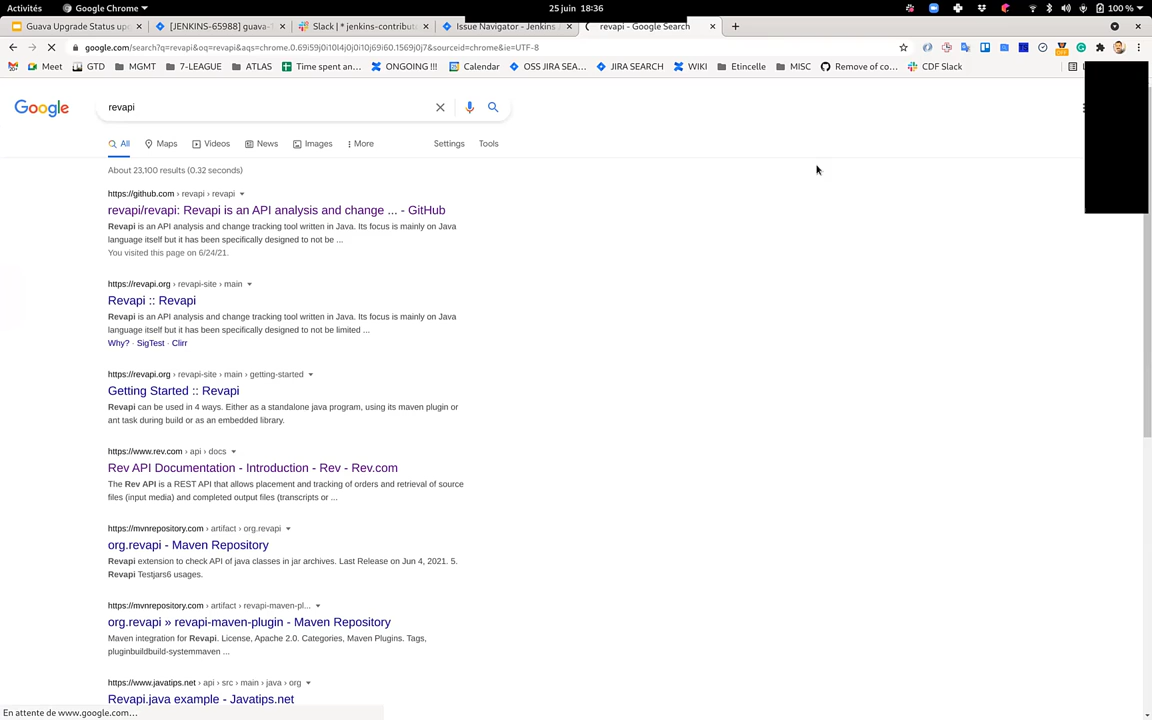 Activités Google Chrome 25 juin 18:36 100 %
Guava Upgrade Status up [JENKINS-65988] guava- Slack | * jenkins-contribut Issue Navigator - Jenkins revapi - Google Search
google.com/search?q=revapi&oq=revapi&aqs=chrome.0.69i59j0i10l4j0j0i10j69i60.1569j0j7&sourceid=chrome&ie=UTF-8
Meet GTD MGMT 7-LEAGUE ATLAS Time spent an... ONGOING !!! Calendar OSS JIRA SEA... JIRA SEARCH WIKI Etincelle MISC Remove of co... CDF Slack
Google revapi
All Maps Videos News Images More Settings Tools
About 23,100 results (0.32 seconds)
https://github.com › revapi › revapi
revapi/revapi: Revapi is an API analysis and change ... - GitHub
Revapi is an API analysis and change tracking tool written in Java. Its focus is mainly on Java
language itself but it has been specifically designed to not be ...
You visited this page on 6/24/21.
https://revapi.org › revapi-site › main
Revapi :: Revapi
Revapi is an API analysis and change tracking tool written in Java. Its focus is mainly on Java
language itself but it has been specifically designed to not be limited ...
Why? · SigTest · Clirr
https://revapi.org › revapi-site › main › getting-started
Getting Started :: Revapi
Revapi can be used in 4 ways. Either as a standalone java program, using its maven plugin or
ant task during build or as an embedded library.
https://www.rev.com › api › docs
Rev API Documentation - Introduction - Rev - Rev.com
The Rev API is a REST API that allows placement and tracking of orders and retrieval of source
files (input media) and completed output files (transcripts or ...
https://mvnrepository.com › artifact › org.revapi
org.revapi - Maven Repository
Revapi extension to check API of java classes in jar archives. Last Release on Jun 4, 2021. 5.
Revapi Testjars6 usages.
https://mvnrepository.com › artifact › revapi-maven-pl...
org.revapi » revapi-maven-plugin - Maven Repository
Maven integration for Revapi. License, Apache 2.0. Categories, Maven Plugins. Tags,
pluginbuildbuild-systemmaven ...
https://www.javatips.net › api › src › main › java › org
Revapi.java example - Javatips.net
En attente de www.google.com…